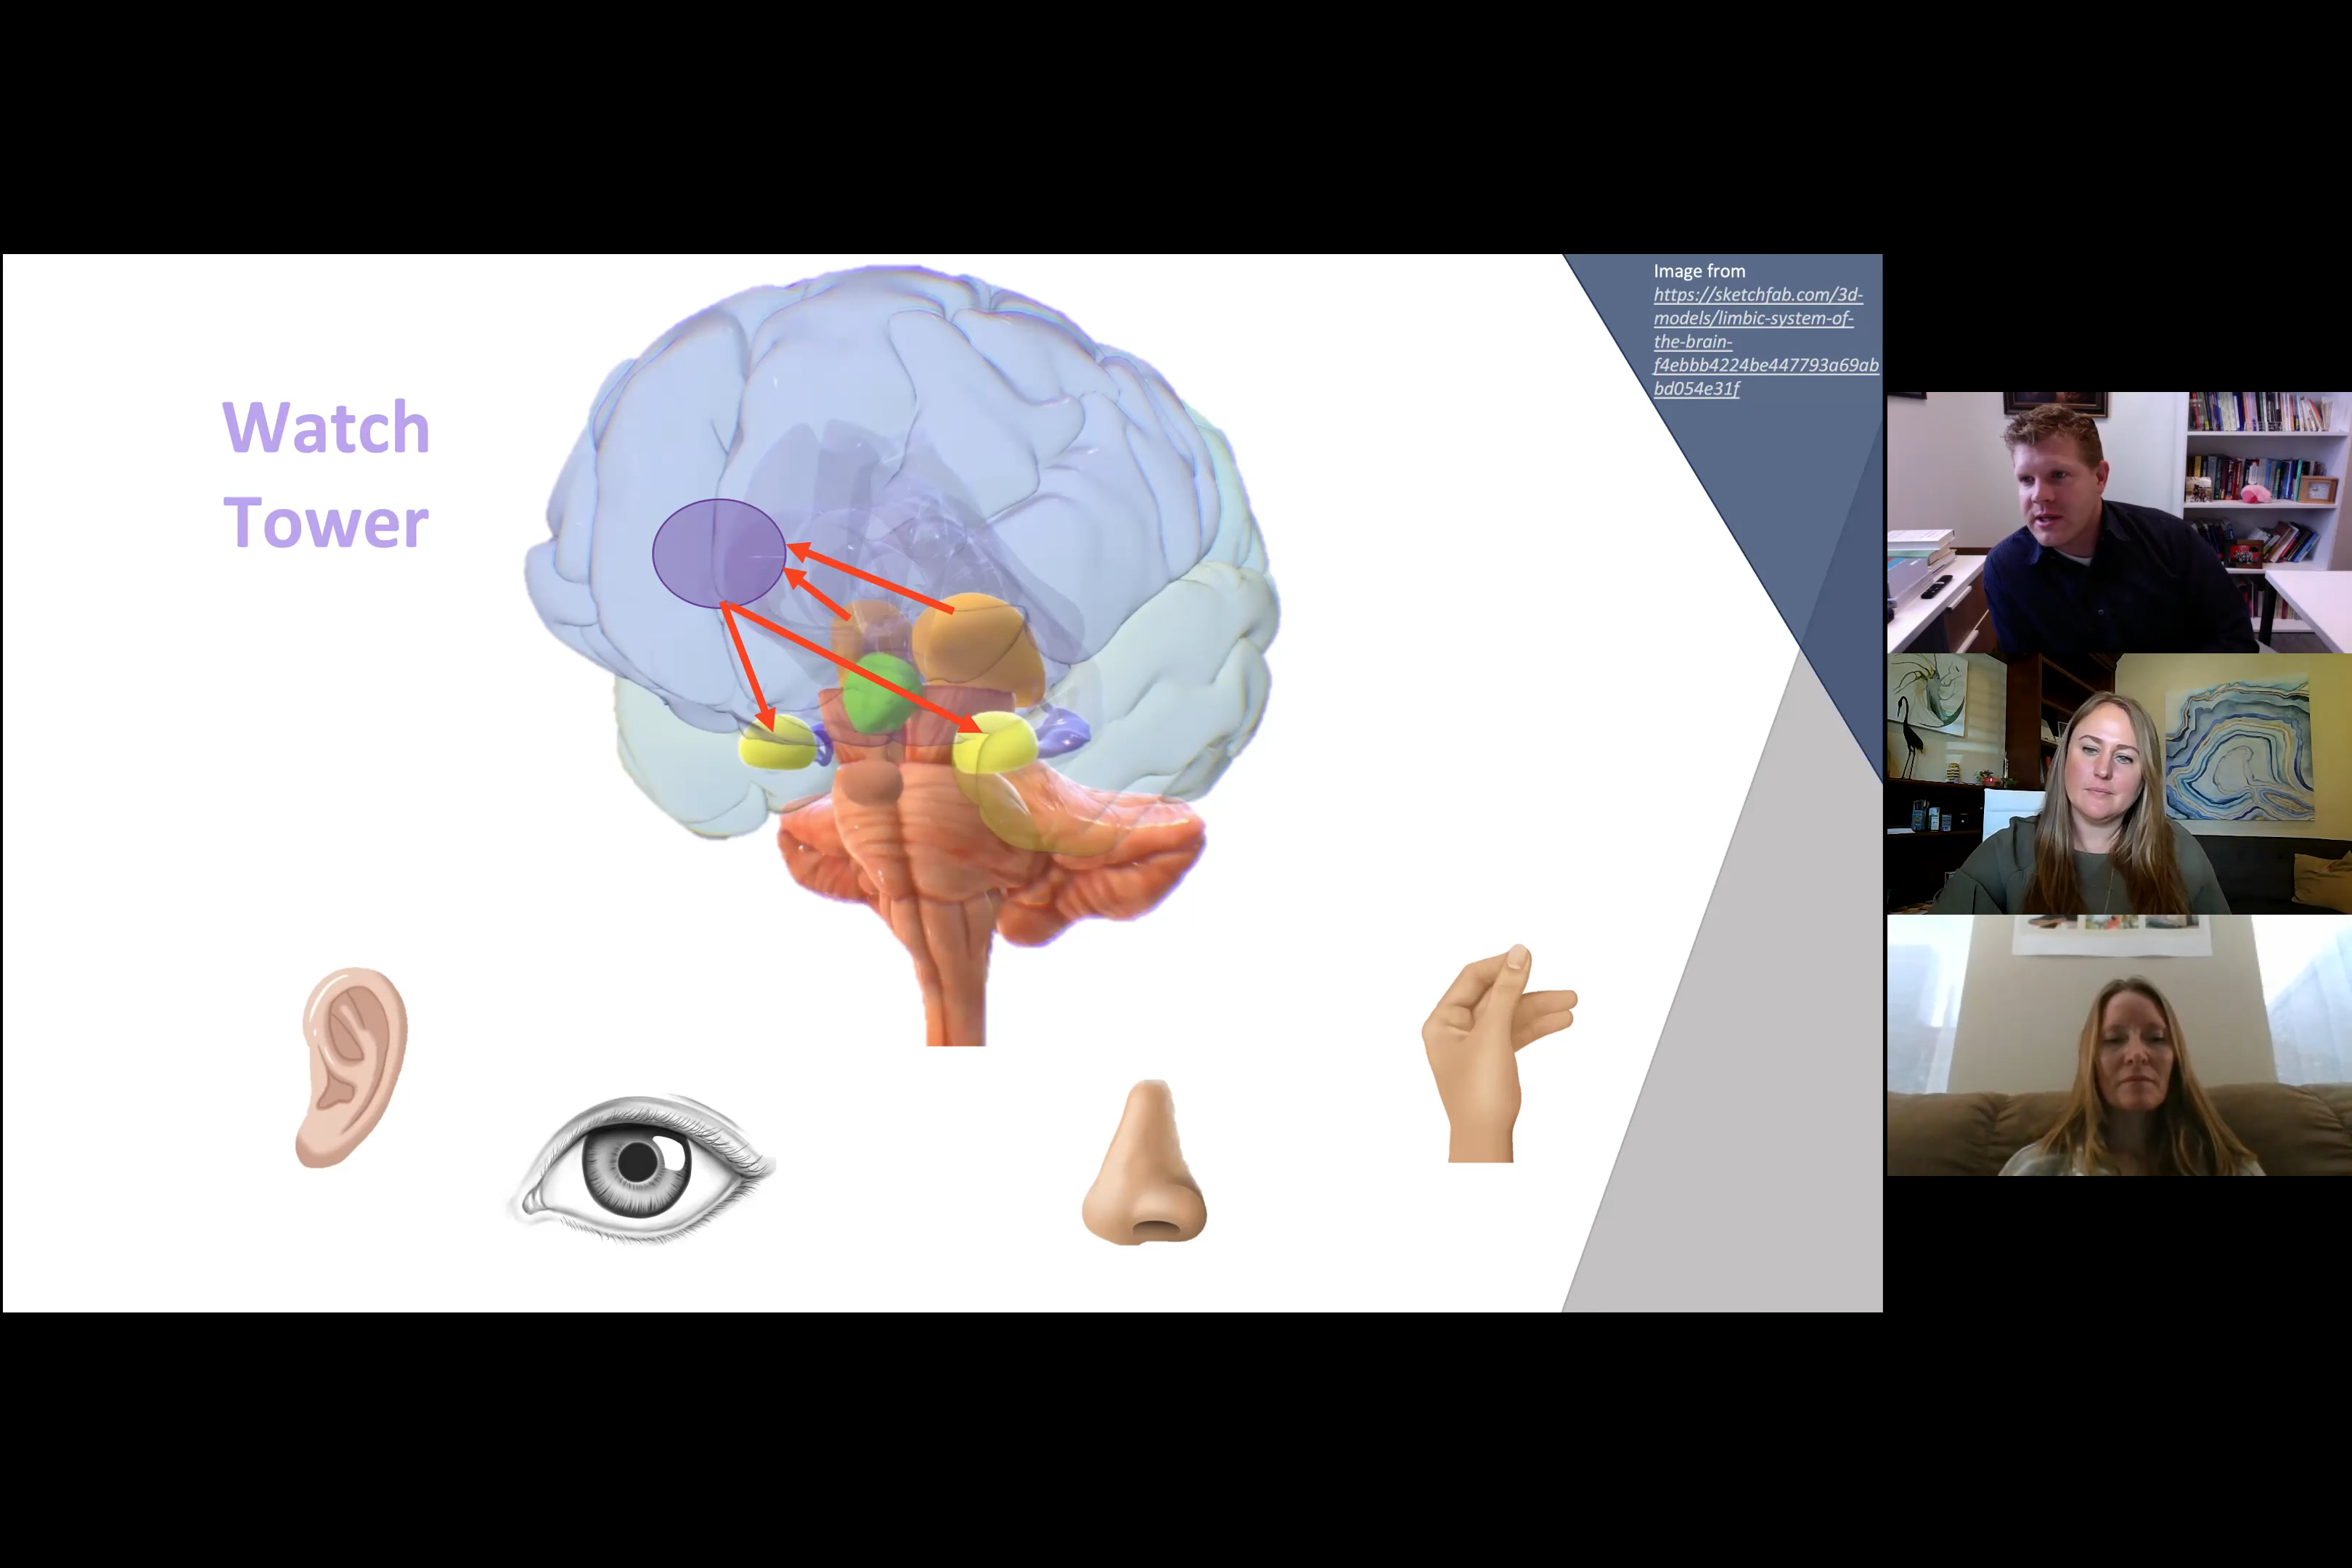 Watch
Tower
Image from
https://sketchfab.com/3d-
models/limbic-system-of-
the-brain-
f4ebbb4224be447793a69ab
bd054e31f